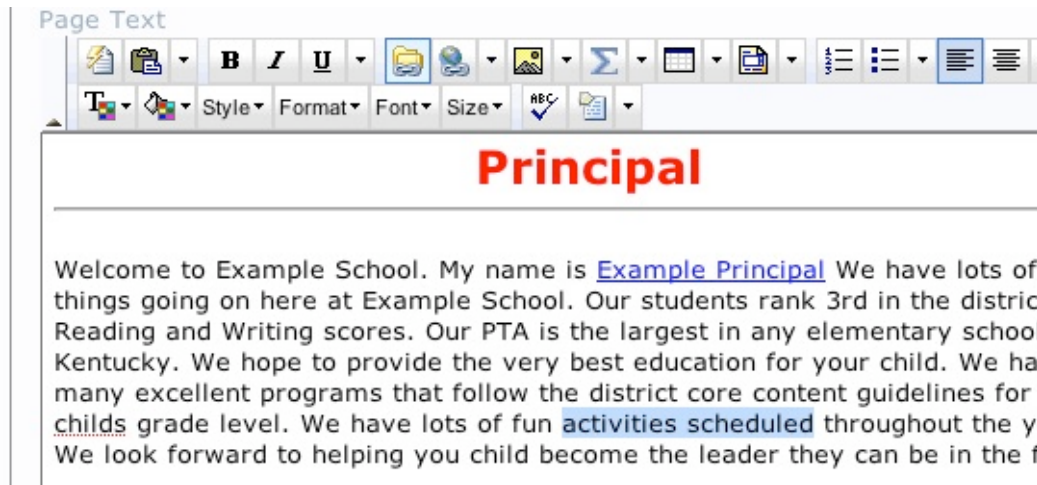 Page Text
B I U
T Style Format Font Size ABC
Principal
Welcome to Example School. My name is Example Principal We have lots of
things going on here at Example School. Our students rank 3rd in the distric
Reading and Writing scores. Our PTA is the largest in any elementary school
Kentucky. We hope to provide the very best education for your child. We ha
many excellent programs that follow the district core content guidelines for
childs grade level. We have lots of fun activities scheduled throughout the y
We look forward to helping you child become the leader they can be in the f